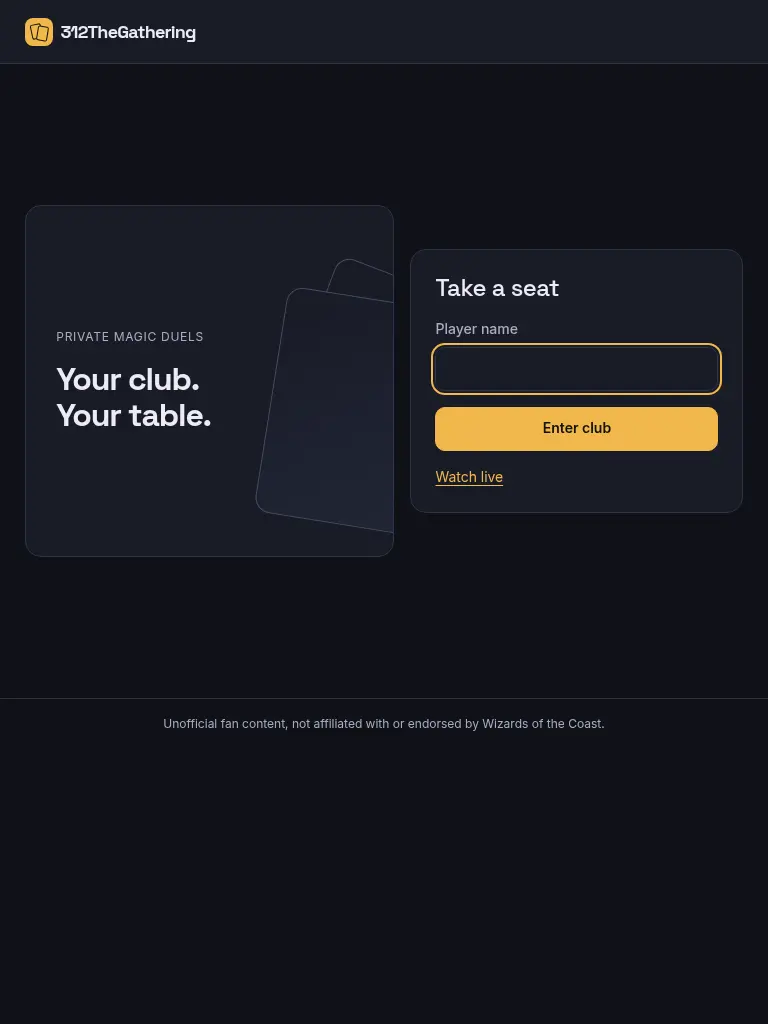 312TheGathering
PRIVATE MAGIC DUELS
Your club.
Your table.
Take a seat
Player name
Enter club
Watch live
Unofficial fan content, not affiliated with or endorsed by Wizards of the Coast.